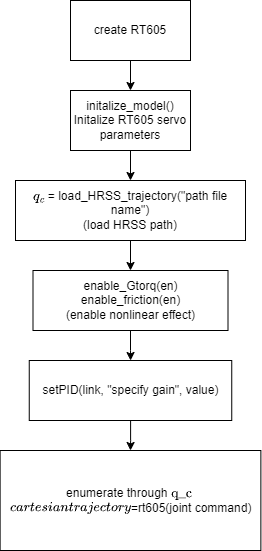 create RT605
initalize_model()
Initalize RT605 servo
parameters
q_c = load_HRSS_trajectory("path file
name")
(load HRSS path)
enable_Gtorq(en)
enable_friction(en)
(enable nonlinear effect)
setPID(link, "specify gain", value)
enumerate through q_c
cartesiantrajectory=rt605(joint command)